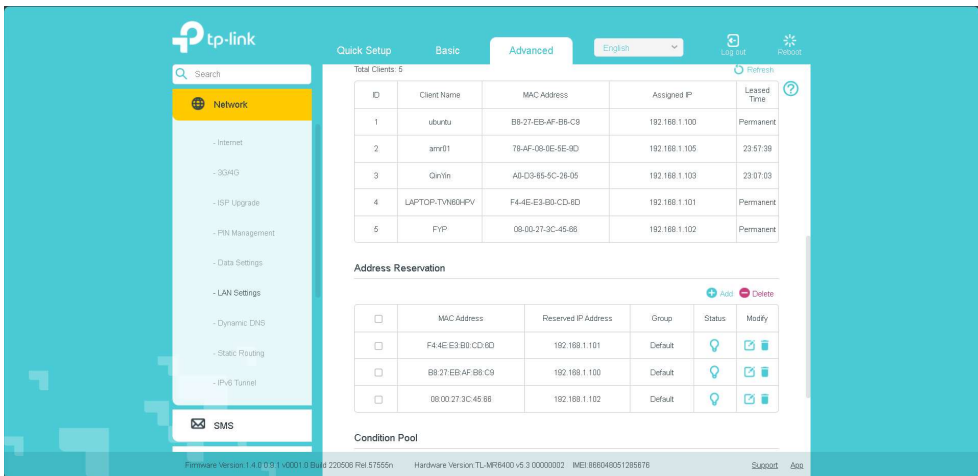 tp-link
Quick Setup Basic Advanced English Log out Reboot
Search
Total Clients: 5 Refresh
ID Client Name MAC Address Assigned IP Leased Time
1 ubuntu B8-27-EB-AF-B6-C9 192.168.1.100 Permanent
2 amr01 78-AF-08-0E-5E-9D 192.168.1.105 23:57:39
3 QinYin A0-D3-65-5C-26-05 192.168.1.103 23:07:03
4 LAPTOP-TVN60HPV F4-4E-E3-B0-CD-6D 192.168.1.101 Permanent
5 FYP 08-00-27-3C-45-66 192.168.1.102 Permanent
Network
- Internet
- 3G/4G
- ISP Upgrade
- PIN Management
- Data Settings
- LAN Settings
- Dynamic DNS
- Static Routing
- IPv6 Tunnel
SMS
Address Reservation
Add Delete
MAC Address Reserved IP Address Group Status Modify
F4:4E:E3:B0:CD:6D 192.168.1.101 Default
B8:27:EB:AF:B6:C9 192.168.1.100 Default
08:00:27:3C:45:66 192.168.1.102 Default
Condition Pool
Firmware Version:1.4.0 0.9.1 v0001.0 Build 220506 Rel.57555n Hardware Version:TL-MR6400 v5.3 00000002 IMEI:866048051285676 Support App